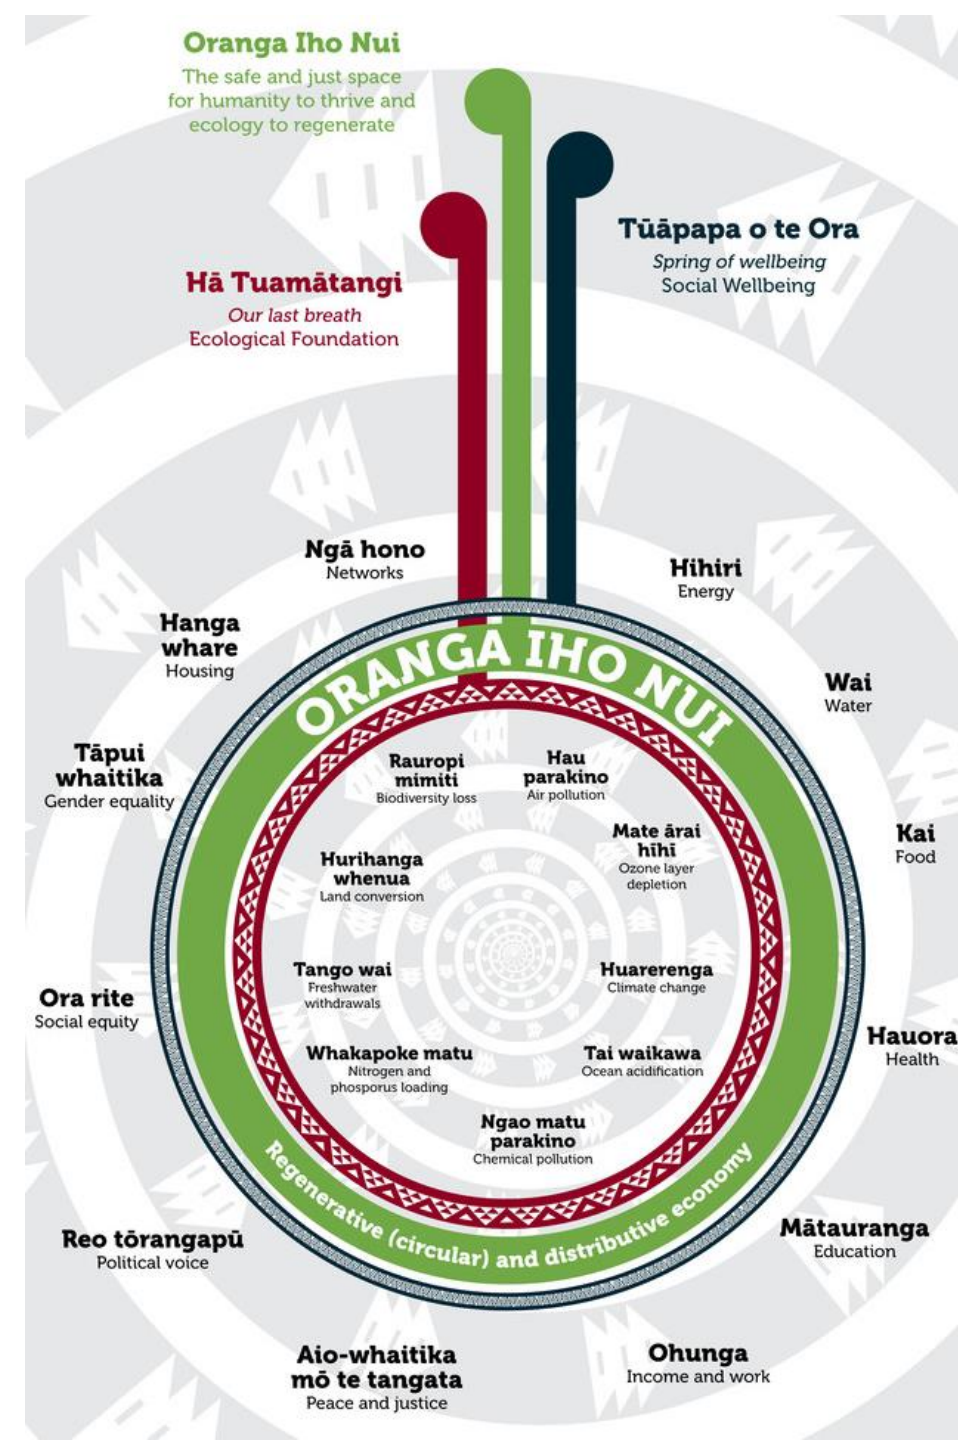 Oranga Iho Nui
The safe and just space
for humanity to thrive and
ecology to regenerate
Tūāpapa o te Ora
Spring of wellbeing
Social Wellbeing
Hā Tuamātangi
Our last breath
Ecological Foundation
Ngā hono
Networks
Hihiri
Energy
Hanga
whare
Housing
Wai
Water
Tāpui
whaitika
Gender equality
Kai
Food
Ora rite
Social equity
Hauora
Health
Reo tōrangapū
Political voice
Mātauranga
Education
Aio-whaitika
mō te tangata
Peace and justice
Ohunga
Income and work
ORANGA IHO NUI
Rauropi
mimiti
Biodiversity loss
Hau
parakino
Air pollution
Hurihanga
whenua
Land conversion
Mate ārai
hīhī
Ozone layer
depletion
Tango wai
Freshwater
withdrawals
Huarerenga
Climate change
Whakapoke matu
Nitrogen and
phosporus loading
Tai waikawa
Ocean acidification
Ngao matu
parakino
Chemical pollution
Regenerative (circular) and distributive economy